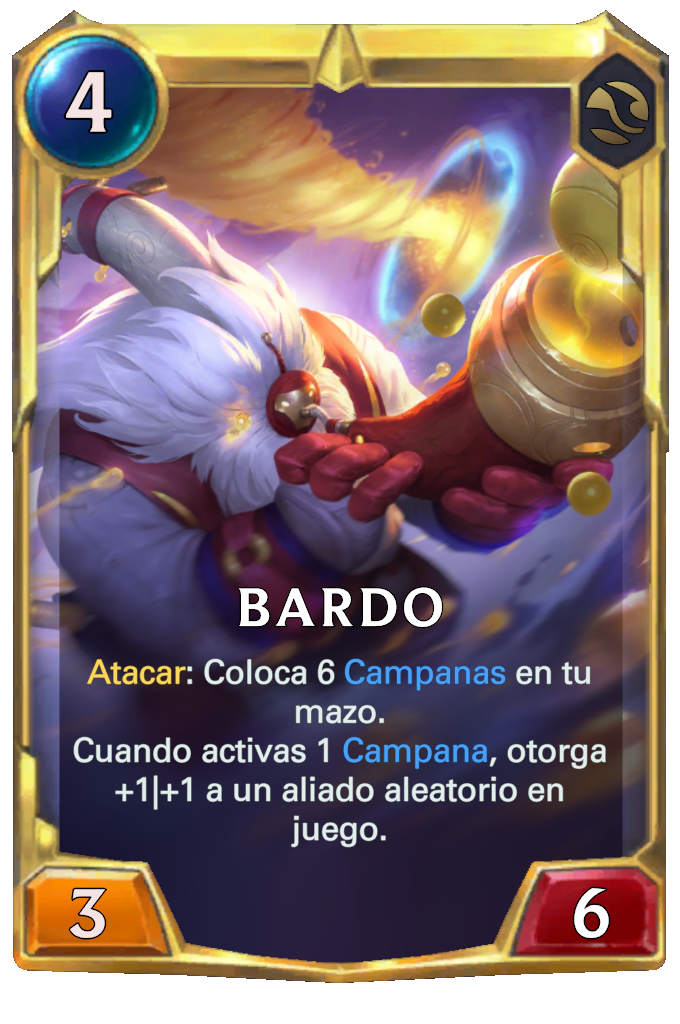 4
BARDO
Atacar: Coloca 6 Campanas en tu
mazo.
Cuando activas 1 Campana, otorga
+1|+1 a un aliado aleatorio en
juego.
3
6